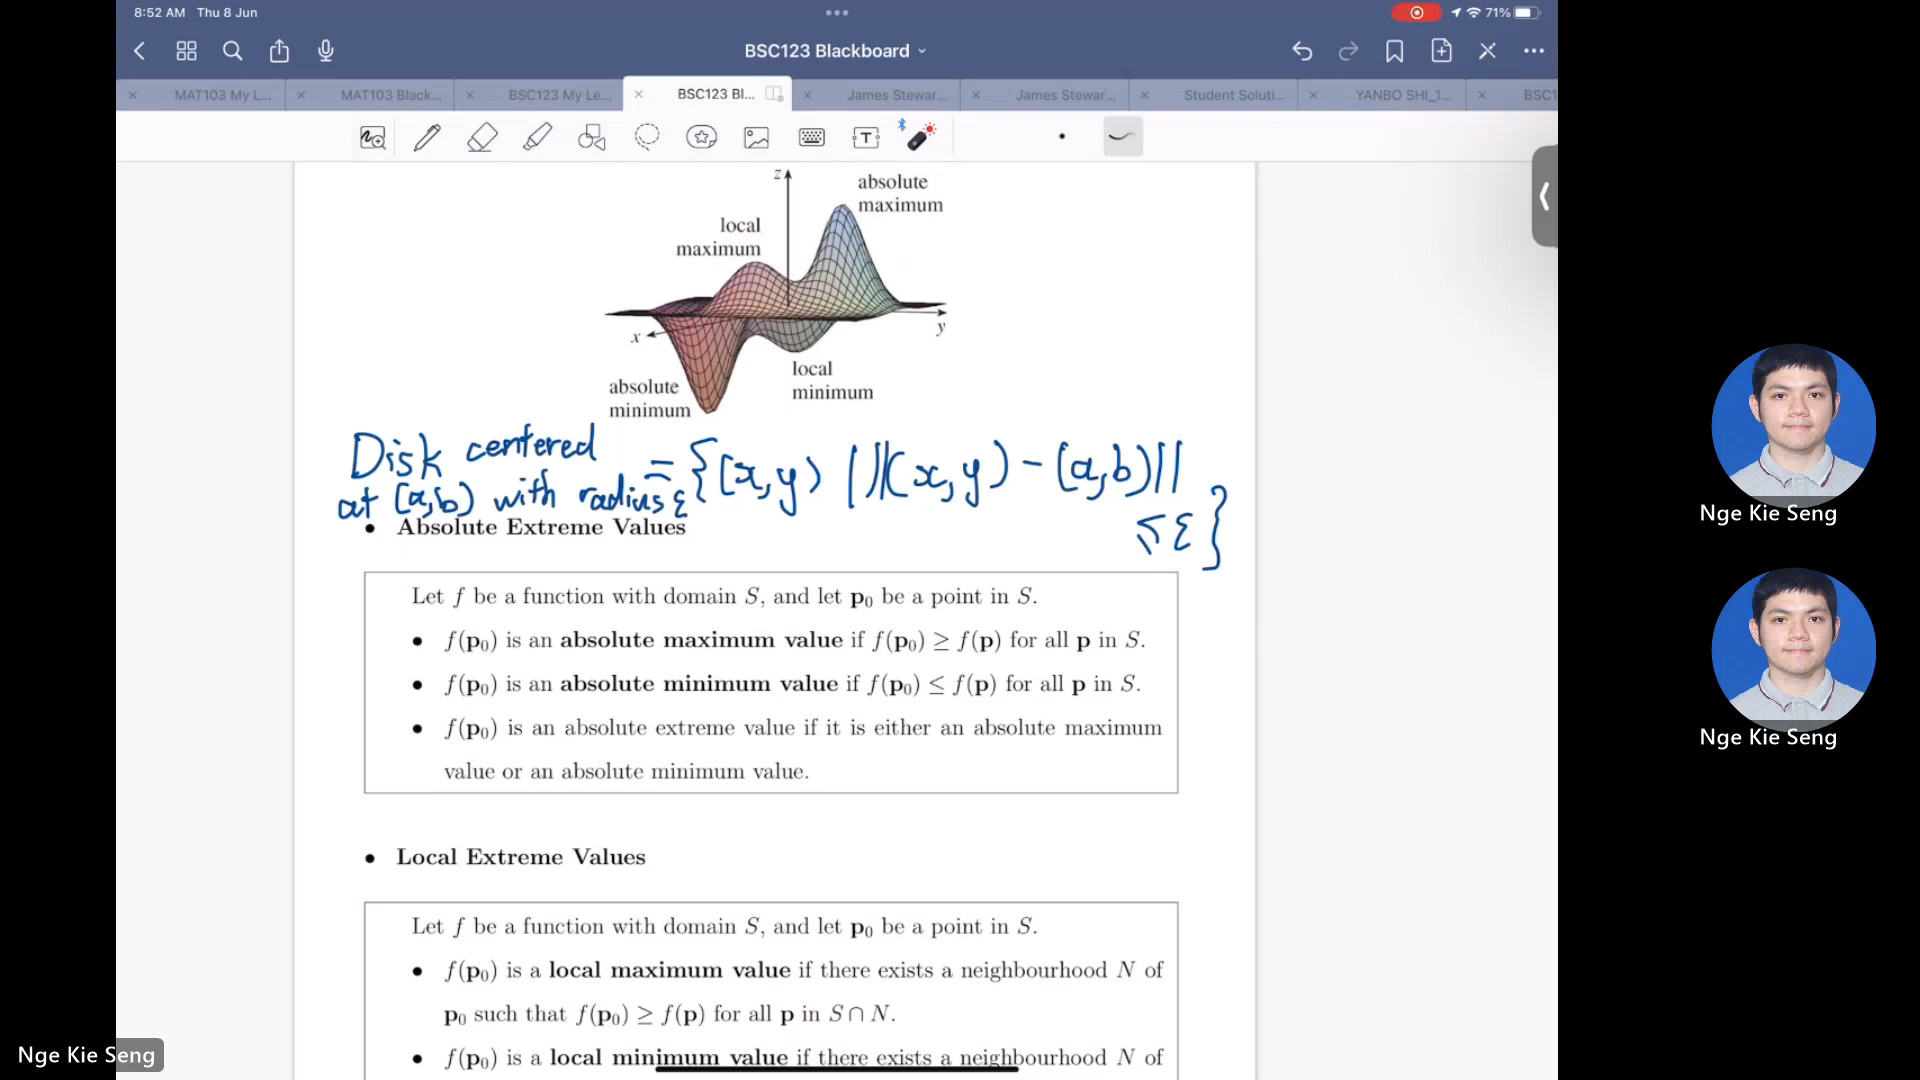 8:52 AM Thu 8 Jun
71%
BSC123 Blackboard
MAT103 My L...
MAT103 Black...
BSC123 My Le...
BSC123 Bl...
James Stewar...
James Stewar...
Student Soluti...
YANBO SHI_1...
BSC1
z
absolute
maximum
local
maximum
x
y
local
minimum
absolute
minimum
Disk centered
at (a,b) with radius ε = {(x,y) | ||(x,y) - (a,b)||
≤ ε}
• Absolute Extreme Values
Let f be a function with domain S, and let p₀ be a point in S.
• f(p₀) is an absolute maximum value if f(p₀) ≥ f(p) for all p in S.
• f(p₀) is an absolute minimum value if f(p₀) ≤ f(p) for all p in S.
• f(p₀) is an absolute extreme value if it is either an absolute maximum
value or an absolute minimum value.
• Local Extreme Values
Let f be a function with domain S, and let p₀ be a point in S.
• f(p₀) is a local maximum value if there exists a neighbourhood N of
p₀ such that f(p₀) ≥ f(p) for all p in S ∩ N.
• f(p₀) is a local minimum value if there exists a neighbourhood N of
Nge Kie Seng
Nge Kie Seng
Nge Kie Seng